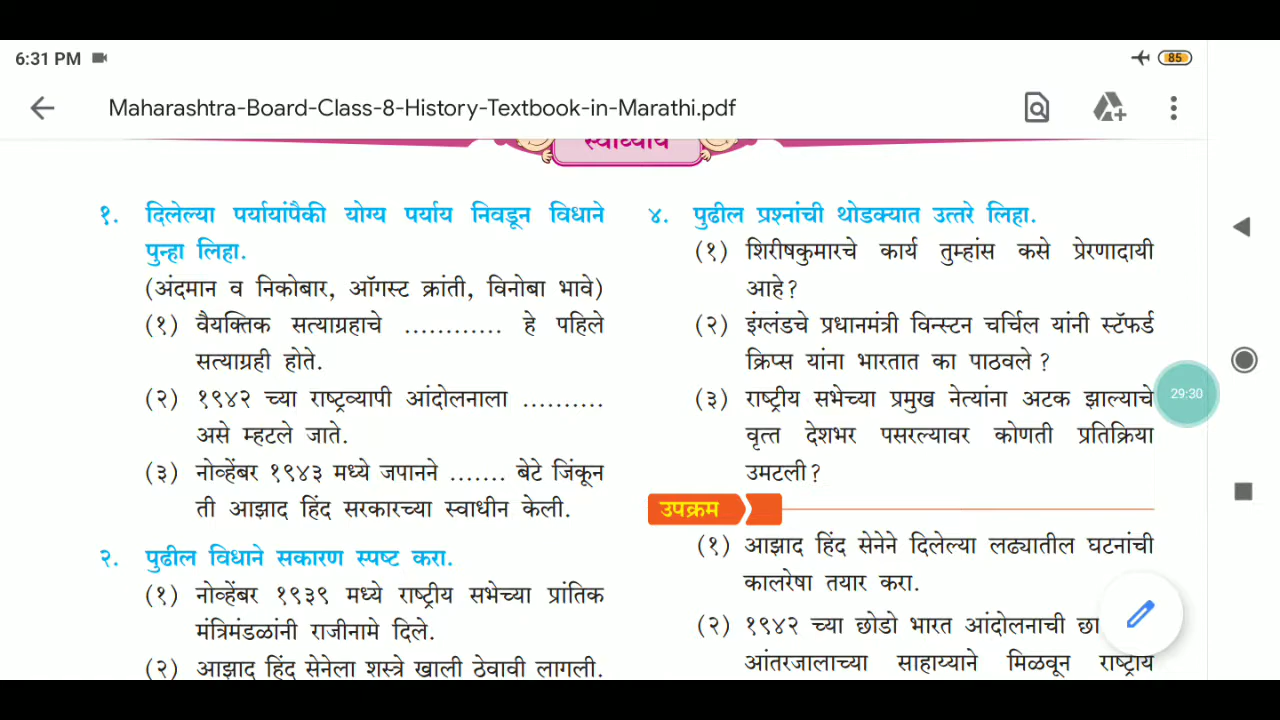 6:31 PM
85
Maharashtra-Board-Class-8-History-Textbook-in-Marathi.pdf
स्वाध्याय
१. दिलेल्या पर्यायांपैकी योग्य पर्याय निवडून विधाने
पुन्हा लिहा.
(अंदमान व निकोबार, ऑगस्ट क्रांती, विनोबा भावे)
(१) वैयक्तिक सत्याग्रहाचे ............ हे पहिले
सत्याग्रही होते.
(२) १९४२ च्या राष्ट्रव्यापी आंदोलनाला ..........
असे म्हटले जाते.
(३) नोव्हेंबर १९४३ मध्ये जपानने ....... बेटे जिंकून
ती आझाद हिंद सरकारच्या स्वाधीन केली.
२. पुढील विधाने सकारण स्पष्ट करा.
(१) नोव्हेंबर १९३९ मध्ये राष्ट्रीय सभेच्या प्रांतिक
मंत्रिमंडळांनी राजीनामे दिले.
(२) आझाद हिंद सेनेला शस्त्रे खाली ठेवावी लागली.
४. पुढील प्रश्नांची थोडक्यात उत्तरे लिहा.
(१) शिरीषकुमारचे कार्य तुम्हांस कसे प्रेरणादायी
आहे?
(२) इंग्लंडचे प्रधानमंत्री विन्स्टन चर्चिल यांनी स्टॅफर्ड
क्रिप्स यांना भारतात का पाठवले ?
(३) राष्ट्रीय सभेच्या प्रमुख नेत्यांना अटक झाल्याचे
वृत्त देशभर पसरल्यावर कोणती प्रतिक्रिया
उमटली?
उपक्रम
(१) आझाद हिंद सेनेने दिलेल्या लढ्यातील घटनांची
कालरेषा तयार करा.
(२) १९४२ च्या छोडो भारत आंदोलनाची छा
आंतरजालाच्या साहाय्याने मिळवून राष्ट्रीय
29:30